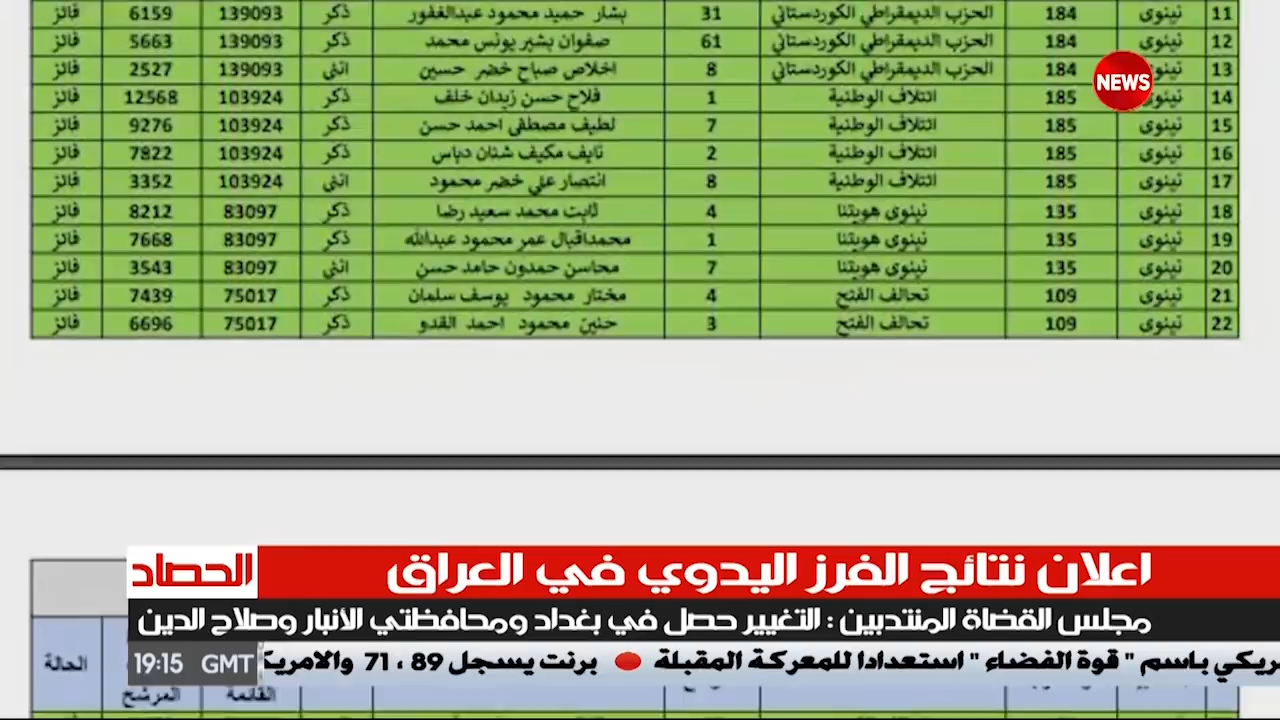 11 نينوى 184 الحزب الديمقراطي الكوردستاني 31 بشار حميد محمود عبدالغفور ذكر 139093 6159 فائز
12 نينوى 184 الحزب الديمقراطي الكوردستاني 61 صفوان بشير يونس محمد ذكر 139093 5663 فائز
13 نينوى 184 الحزب الديمقراطي الكوردستاني 8 اخلاص صباح خضر حسين انثى 139093 2527 فائز
NEWS
14 نينوى 185 ائتلاف الوطنية 1 فلاح حسن زيدان خلف ذكر 103924 12568 فائز
15 نينوى 185 ائتلاف الوطنية 7 لطيف مصطفى احمد حسن ذكر 103924 9276 فائز
16 نينوى 185 ائتلاف الوطنية 2 نايف مكيف شنان دباس ذكر 103924 7822 فائز
17 نينوى 185 ائتلاف الوطنية 8 انتصار علي خضر محمود انثى 103924 3352 فائز
18 نينوى 135 نينوى هويتنا 4 ثابت محمد سعيد رضا ذكر 83097 8212 فائز
19 نينوى 135 نينوى هويتنا 1 محمداقبال عمر محمود عبدالله ذكر 83097 7668 فائز
20 نينوى 135 نينوى هويتنا 7 محاسن حمدون حامد حسن انثى 83097 3543 فائز
21 نينوى 109 تحالف الفتح 4 مختار محمود يوسف سلمان ذكر 75017 7439 فائز
22 نينوى 109 تحالف الفتح 3 حنين محمود احمد القدو ذكر 75017 6696 فائز
اعلان نتائج الفرز اليدوي في العراق
الحصاد
مجلس القضاة المنتدبين : التغيير حصل في بغداد ومحافظتي الأنبار وصلاح الدين
ريكي باسم " قوة الفضاء " استعدادا للمعركة المقبلة برنت يسجل 89 ، 71 والامريك
19:15 GMT
الحالة
المرشح
القائمة